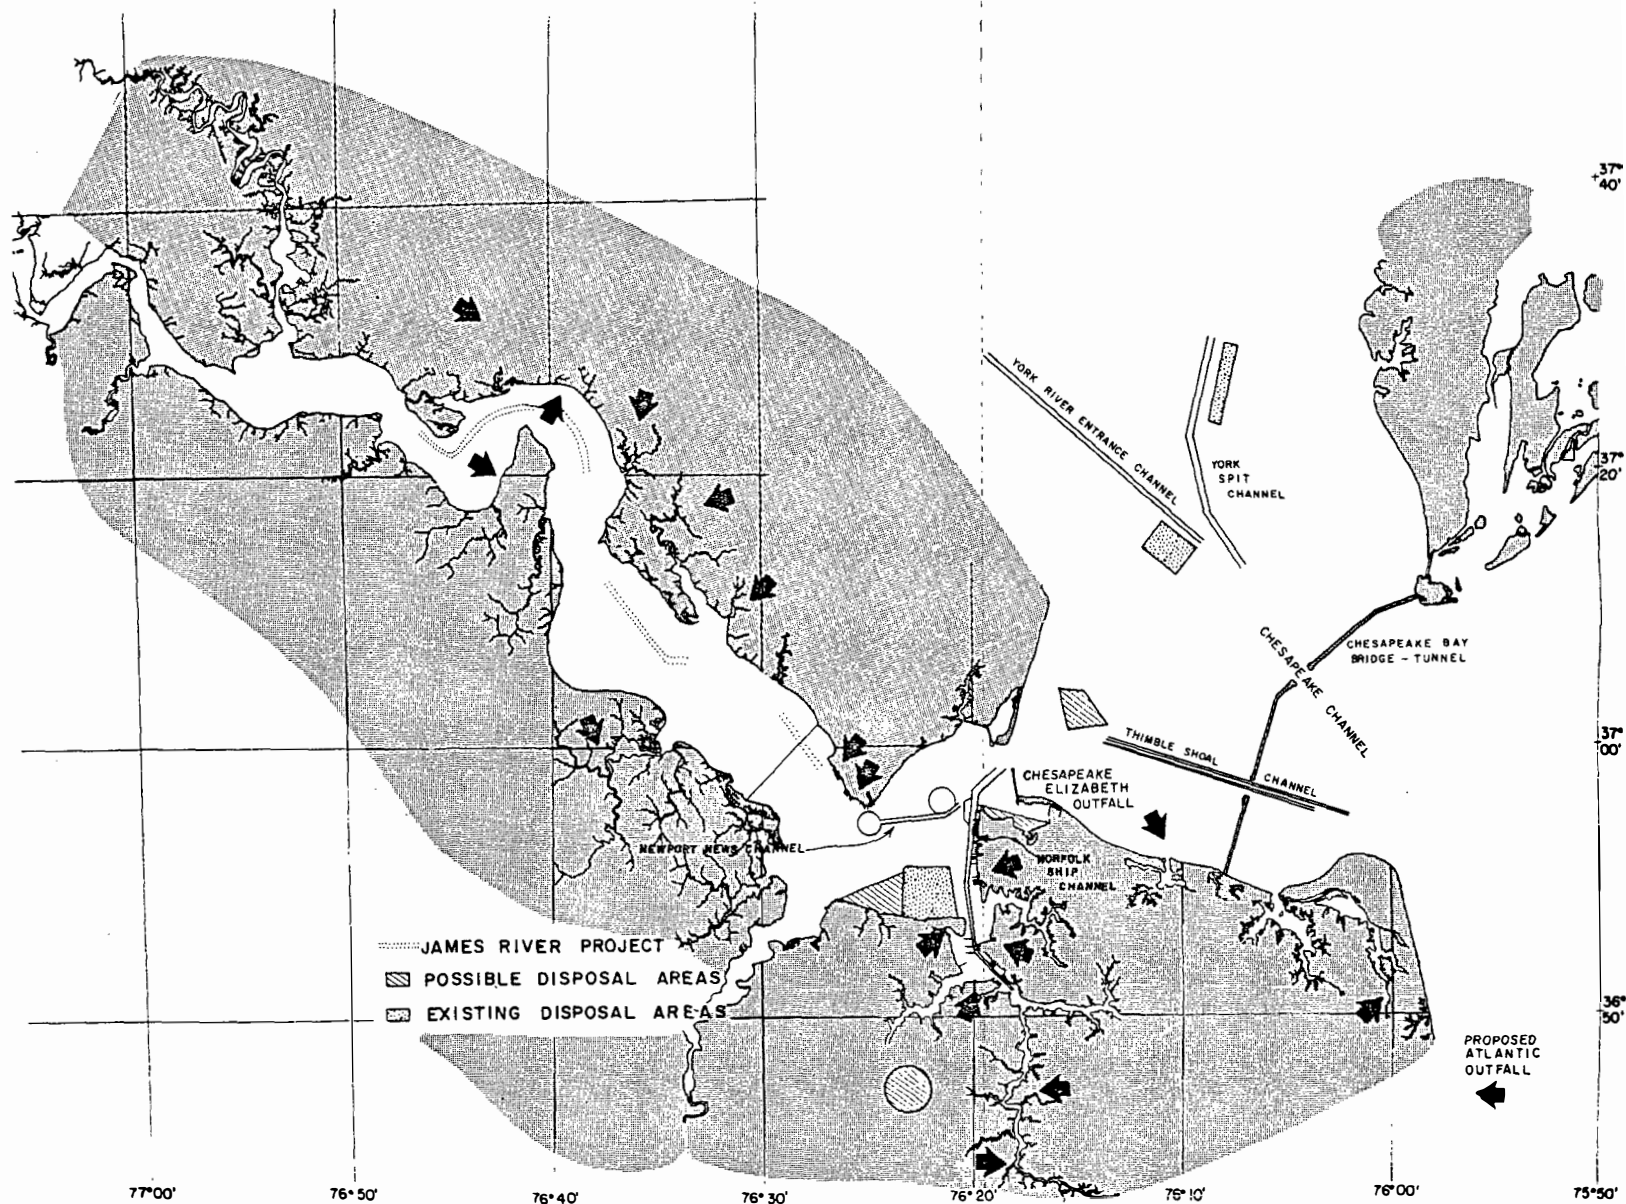 37°
40'
YORK RIVER ENTRANCE CHANNEL
YORK
SPIT
CHANNEL
37°
20'
CHESAPEAKE BAY
BRIDGE - TUNNEL
CHESAPEAKE CHANNEL
THIMBLE SHOAL CHANNEL
37°
00'
CHESAPEAKE
ELIZABETH
OUTFALL
NEWPORT NEWS CHANNEL
NORFOLK
SHIP
CHANNEL
JAMES RIVER PROJECT
POSSIBLE DISPOSAL AREAS
EXISTING DISPOSAL AREAS
36°
50'
PROPOSED
ATLANTIC
OUTFALL
77°00'
76°50'
76°40'
76°30'
76°20'
76°10'
76°00'
75°50'